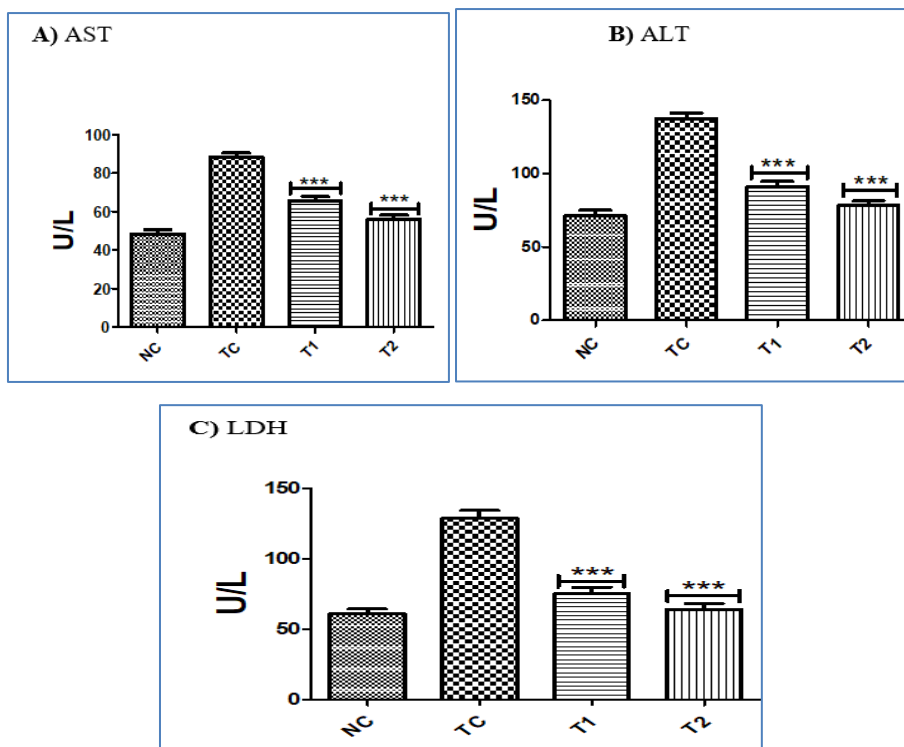 A) AST
100
80
60
40
20
0
U/L
***
***
NC
TC
T1
T2
B) ALT
150
100
50
0
U/L
***
***
NC
TC
T1
T2
C) LDH
150
100
50
0
U/L
***
***
NC
TC
T1
T2